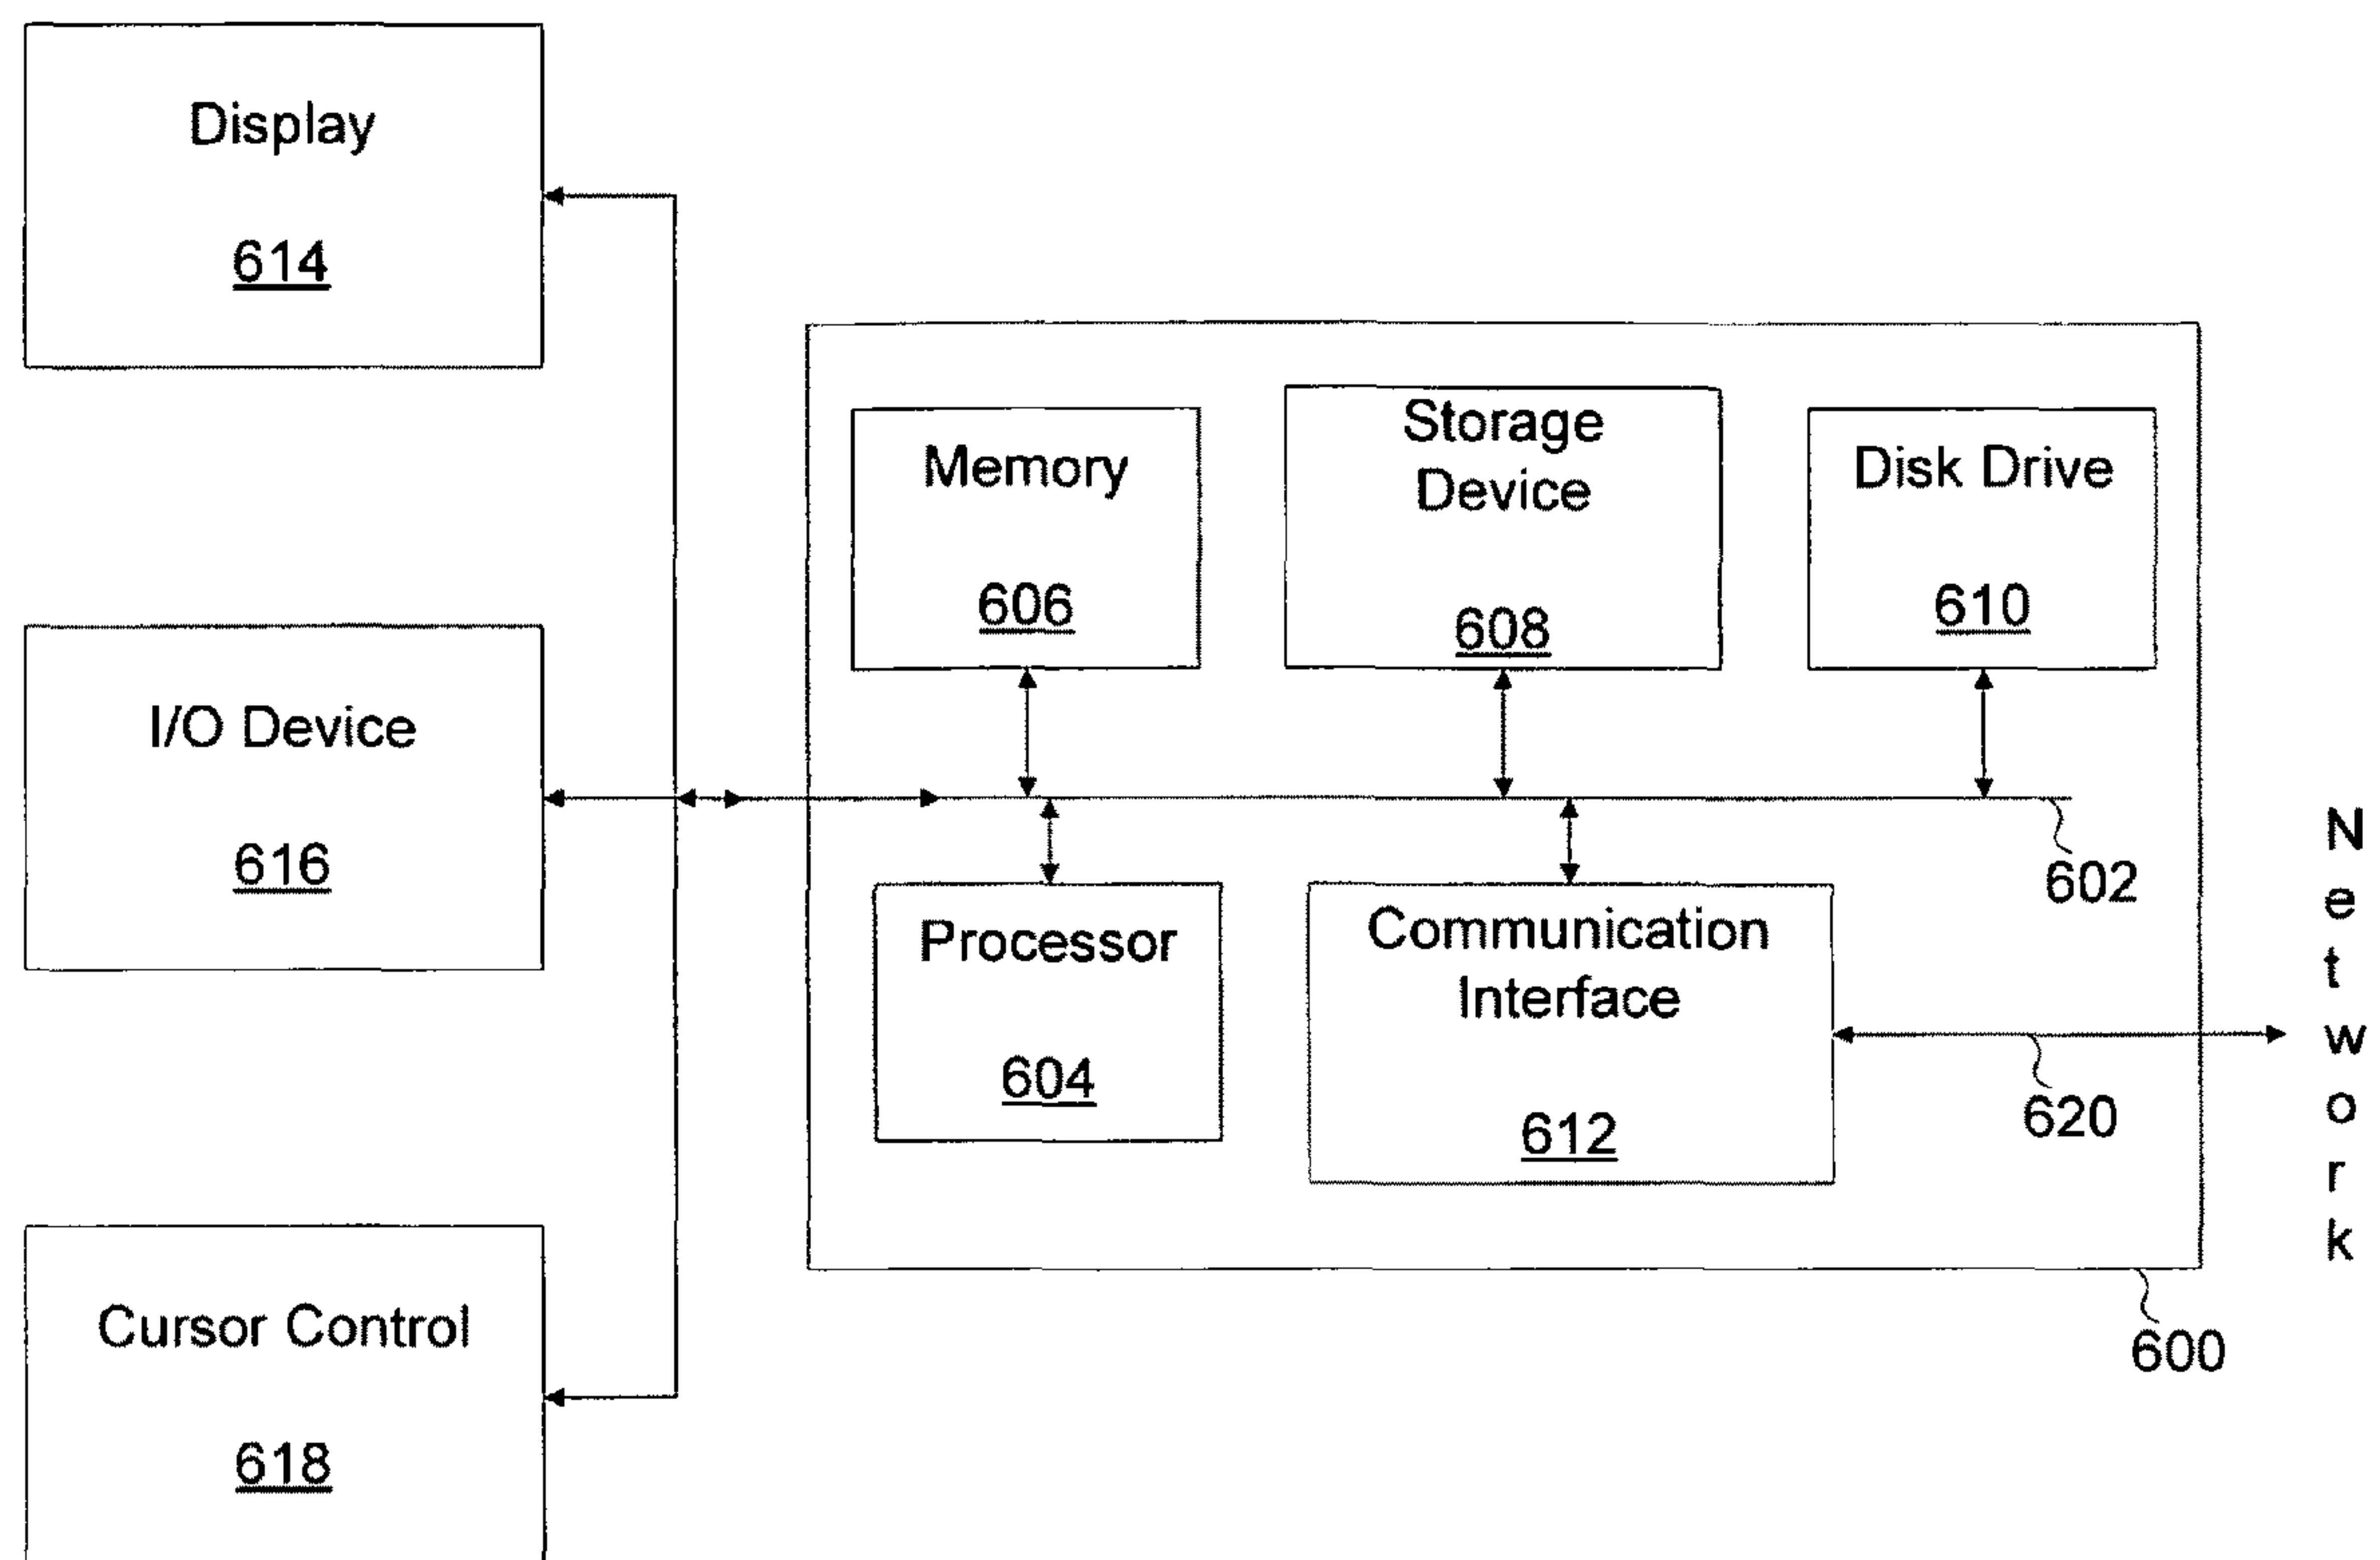 Display
614
I/O Device
616
Cursor Control
618
Memory
606
Storage
Device
608
Disk Drive
610
602
Processor
604
Communication
Interface
612
620
600
Network